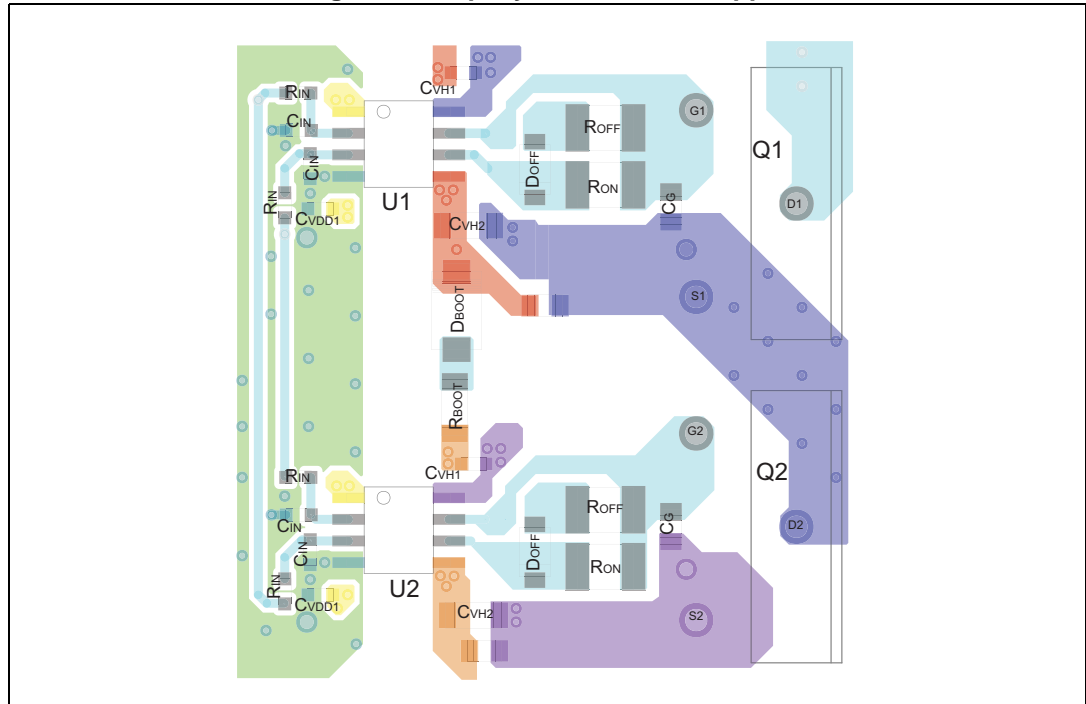 CVH1
RIN
G1
CIN
ROFF
Q1
DOFF
CIN
RON
RIN
U1
CG
D1
CVDD1
CVH2
S1
DBOOT
RBOOT
G2
CVH1
RIN
Q2
ROFF
CG
CIN
D2
DOFF
CIN
RON
RIN
U2
CVDD1
CVH2
S2